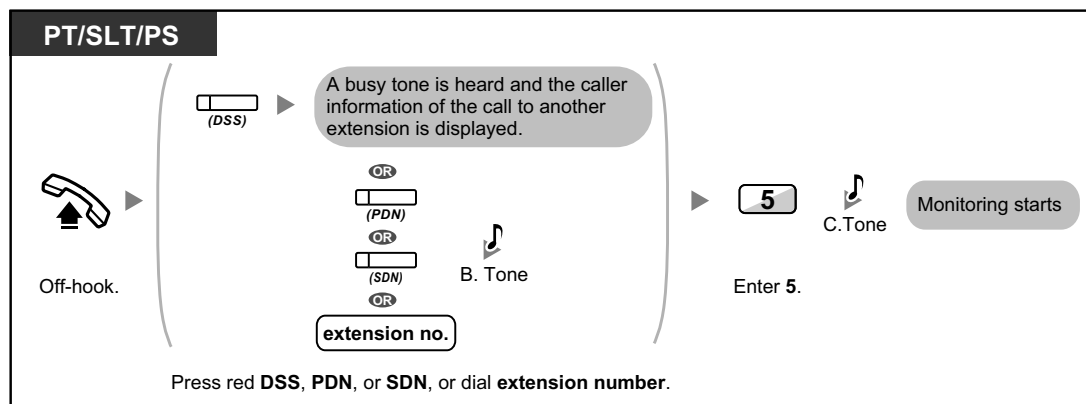 PT/SLT/PS
(DSS)
A busy tone is heard and the caller
information of the call to another
extension is displayed.
OR
(PDN)
OR
(SDN)
B. Tone
OR
extension no.
5
C.Tone
Monitoring starts
Off-hook.
Enter 5.
Press red DSS, PDN, or SDN, or dial extension number.